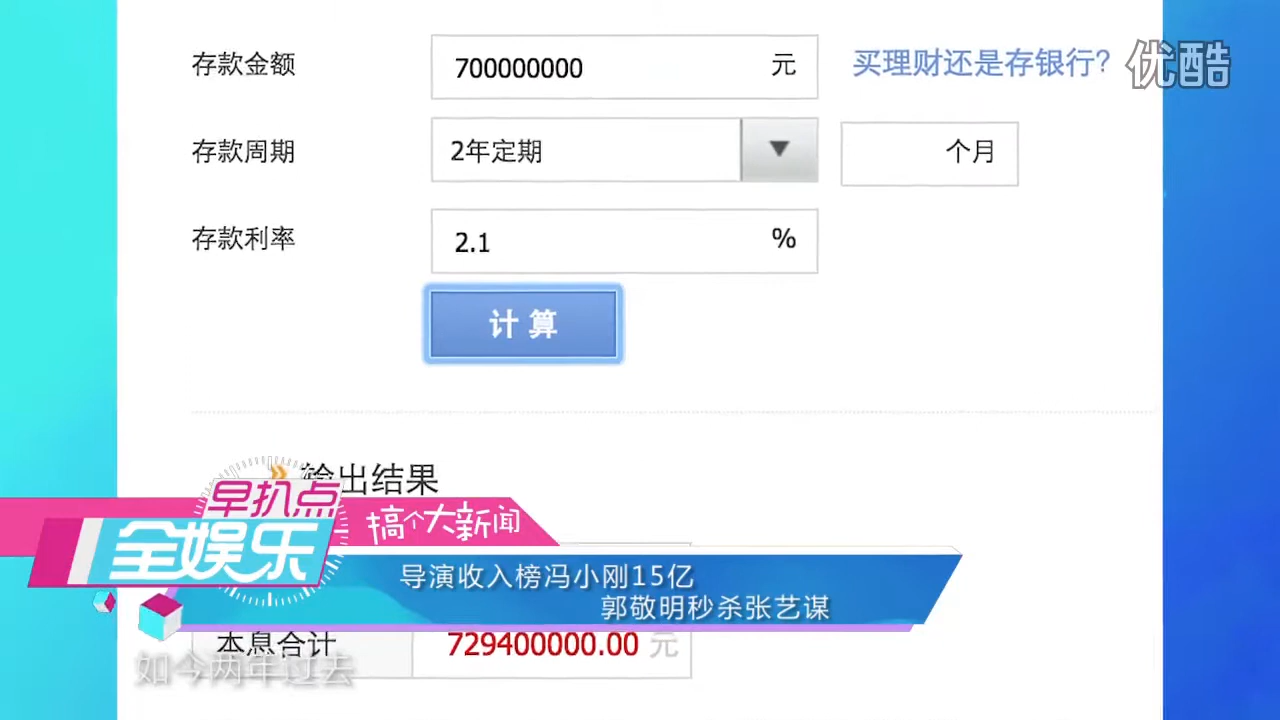 存款金额 700000000 元 买理财还是存银行? 优酷
存款周期 2年定期 个月
存款利率 2.1 %
计算
输出结果
早扒点
全娱乐
搞个大新闻
导演收入榜冯小刚15亿
郭敬明秒杀张艺谋
本息合计 729400000.00 元
如今两年过去